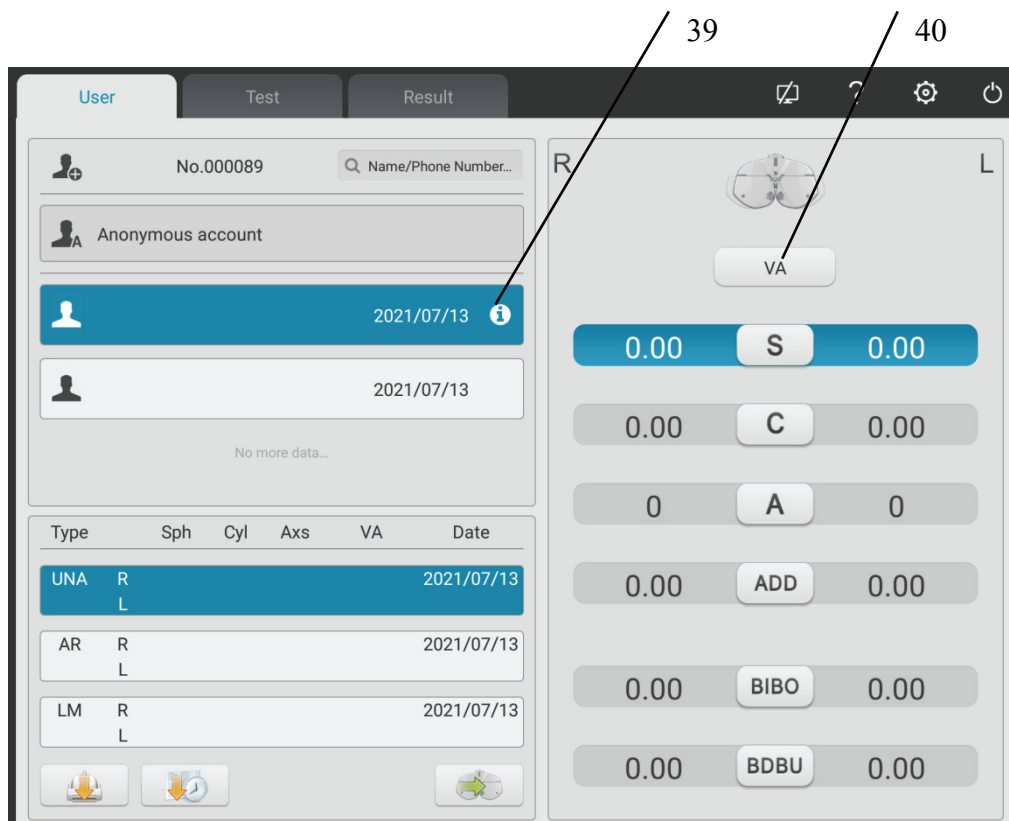 39 40
User Test Result ?
No.000089 Name/Phone Number...
A Anonymous account
2021/07/13 i
2021/07/13
No more data...
Type Sph Cyl Axs VA Date
UNA R 2021/07/13
L
AR R 2021/07/13
L
LM R 2021/07/13
L
R L
VA
0.00 S 0.00
0.00 C 0.00
0 A 0
0.00 ADD 0.00
0.00 BIBO 0.00
0.00 BDBU 0.00